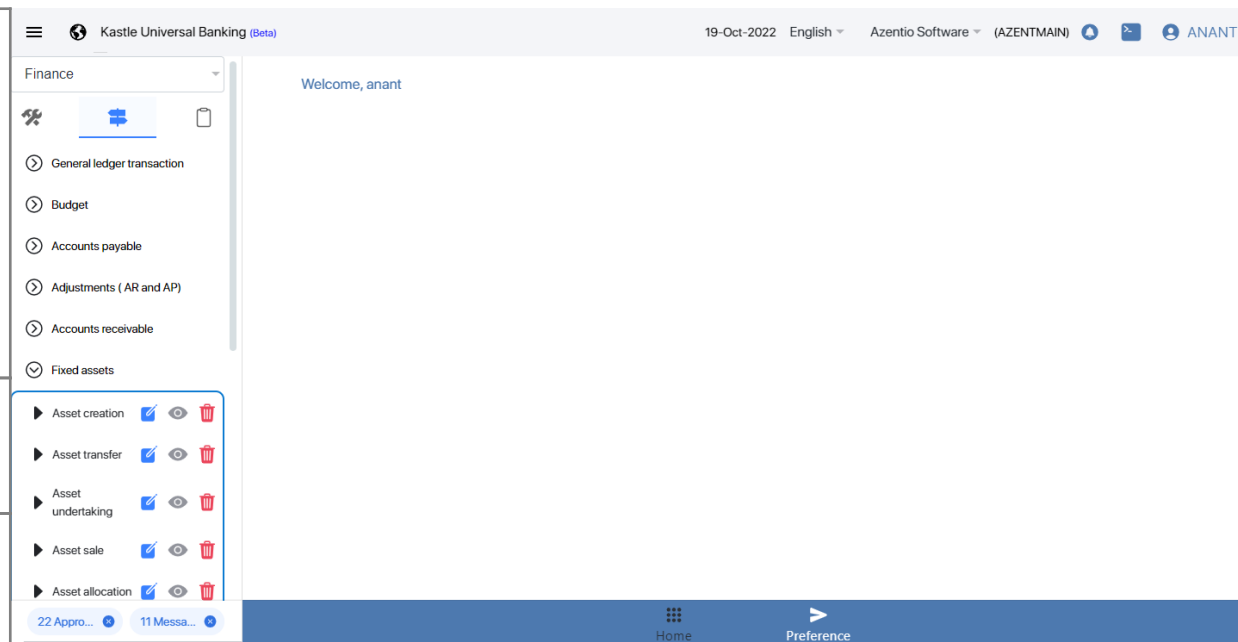 Kastle Universal Banking (Beta)
19-Oct-2022 English Azentio Software (AZENTMAIN) ANANT
Finance
Welcome, anant
General ledger transaction
Budget
Accounts payable
Adjustments ( AR and AP)
Accounts receivable
Fixed assets
Asset creation
Asset transfer
Asset
undertaking
Asset sale
Asset allocation
22 Appro... 11 Messa...
Home Preference